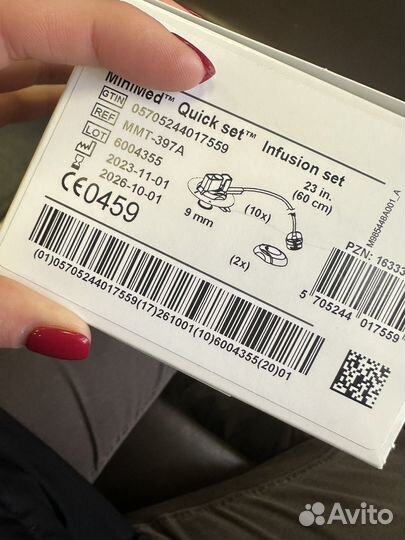 MiniMed™ Quick set™ Infusion set
GTIN 05705244017559
REF MMT-397A
LOT 6004355
2023-11-01
2026-10-01
CE0459
9 mm
(10x)
23 in.
(60 cm)
(2x)
M985448A001_A
PZN: 16333
5 705244 017559
(01)05705244017559(17)261001(10)6004355(20)01
Avito